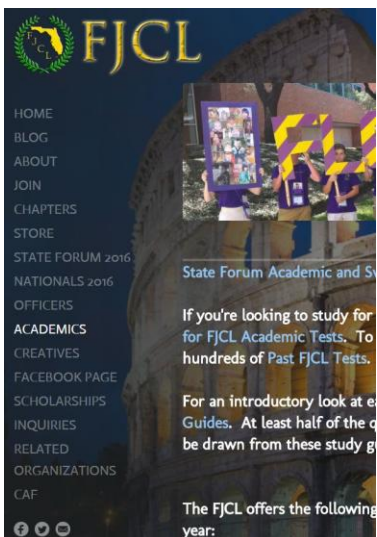 FJCL
FJCL
HOME
BLOG
ABOUT
JOIN
CHAPTERS
STORE
STATE FORUM 2016
NATIONALS 2016
OFFICERS
ACADEMICS
CREATIVES
FACEBOOK PAGE
SCHOLARSHIPS
INQUIRIES
RELATED
ORGANIZATIONS
CAF
FL
State Forum Academic and
If you're looking to study for
for FJCL Academic Tests. To
hundreds of Past FJCL Tests.
For an introductory look at
Guides. At least half of the
be drawn from these study
The FJCL offers the following
year: